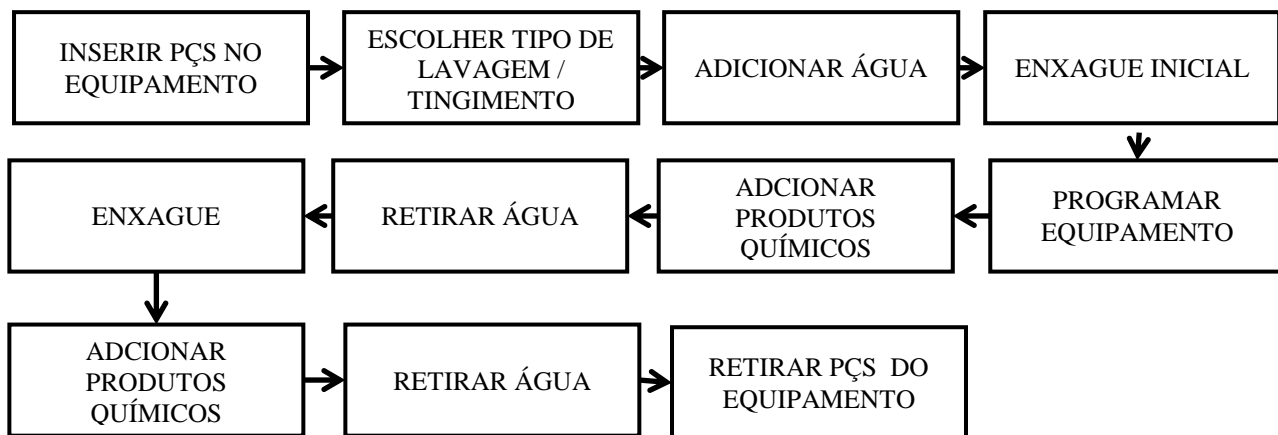 INSERIR PÇS NO
EQUIPAMENTO
ESCOLHER TIPO DE
LAVAGEM /
TINGIMENTO
ADICIONAR ÁGUA
ENXAGUE INICIAL
PROGRAMAR
EQUIPAMENTO
ADCIONAR
PRODUTOS
QUÍMICOS
RETIRAR ÁGUA
ENXAGUE
ADCIONAR
PRODUTOS
QUÍMICOS
RETIRAR ÁGUA
RETIRAR PÇS DO
EQUIPAMENTO